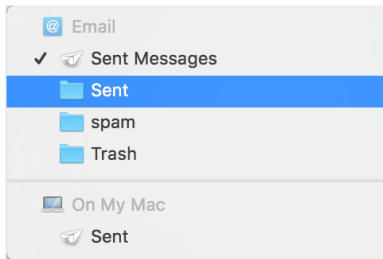 Email
Sent Messages
Sent
spam
Trash
On My Mac
Sent